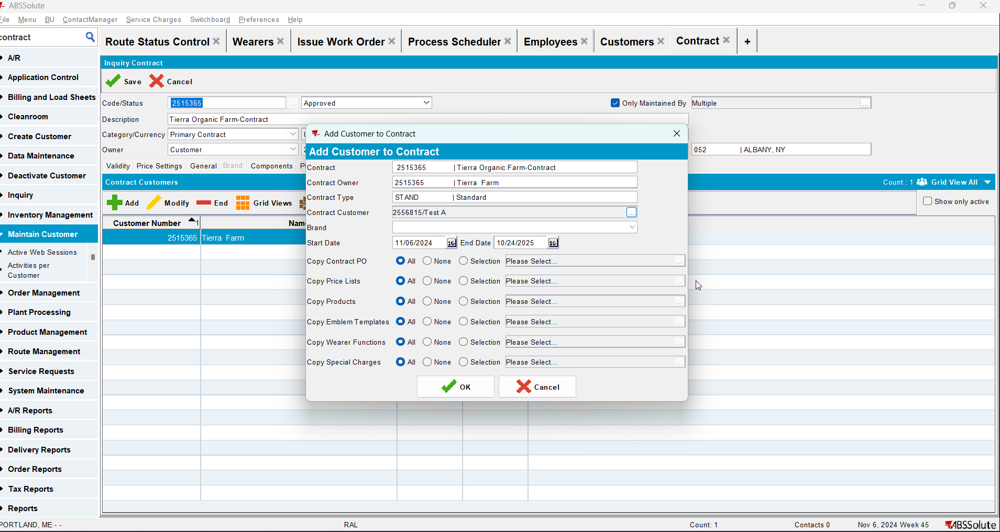 ABSSolute
File Menu BU ContactManager Service Charges Switchboard Preferences Help
contract
Route Status Control Wearers Issue Work Order Process Scheduler Employees Customers Contract +
A/R
Application Control
Billing and Load Sheets
Cleanroom
Create Customer
Data Maintenance
Deactivate Customer
Inquiry
Inventory Management
Maintain Customer
Active Web Sessions
Activities per
Customer
Order Management
Plant Processing
Product Management
Route Management
Service Requests
System Maintenance
A/R Reports
Billing Reports
Delivery Reports
Order Reports
Tax Reports
Reports
Inquiry Contract
Save Cancel
Code/Status 2515365 ... Approved Only Maintained By Multiple ...
Description Tierra Organic Farm-Contract
Category/Currency Primary Contract
Owner Customer 052 | ALBANY, NY
Validity Price Settings General Brand Components
Contract Customers Count : 1 Grid View All
Add Modify End Grid Views Show only active
Customer Number 1 Name
2515365 Tierra Farm
Add Customer to Contract
Add Customer to Contract
Contract 2515365 | Tierra Organic Farm-Contract
Contract Owner 2515365 | Tierra Farm
Contract Type STAND | Standard
Contract Customer 2556815/Test A ...
Brand
Start Date 11/06/2024 16 End Date 10/24/2025 16
Copy Contract PO All None Selection Please Select... ...
Copy Price Lists All None Selection Please Select... ...
Copy Products All None Selection Please Select... ...
Copy Emblem Templates All None Selection Please Select... ...
Copy Wearer Functions All None Selection Please Select... ...
Copy Special Charges All None Selection Please Select... ...
OK Cancel
PORTLAND, ME - - RAL Count: 1 Contacts 0 Nov 6, 2024 Week 45 ABSSolute